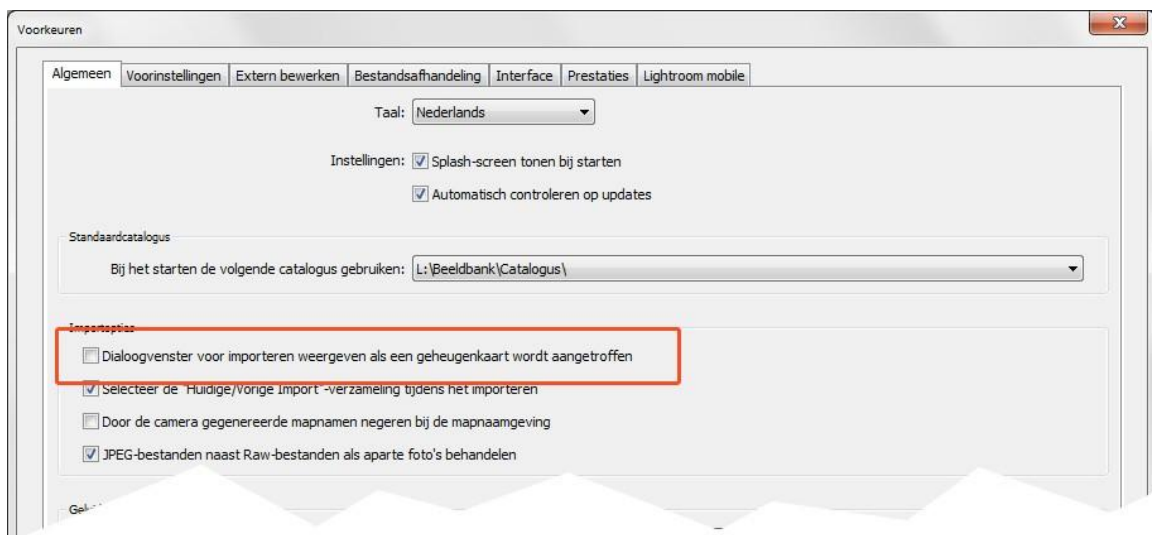 Voorkeuren
Algemeen Voorinstellingen Extern bewerken Bestandsafhandeling Interface Prestaties Lightroom mobile
Taal: Nederlands
Instellingen: Splash-screen tonen bij starten
Automatisch controleren op updates
Standaardcatalogus
Bij het starten de volgende catalogus gebruiken: L:\Beeldbank\Catalogus\
Importopties
Dialoogvenster voor importeren weergeven als een geheugenkaart wordt aangetroffen
Selecteer de "Huidige/Vorige Import"-verzameling tijdens het importeren
Door de camera gegenereerde mapnamen negeren bij de mapnaamgeving
JPEG-bestanden naast Raw-bestanden als aparte foto's behandelen